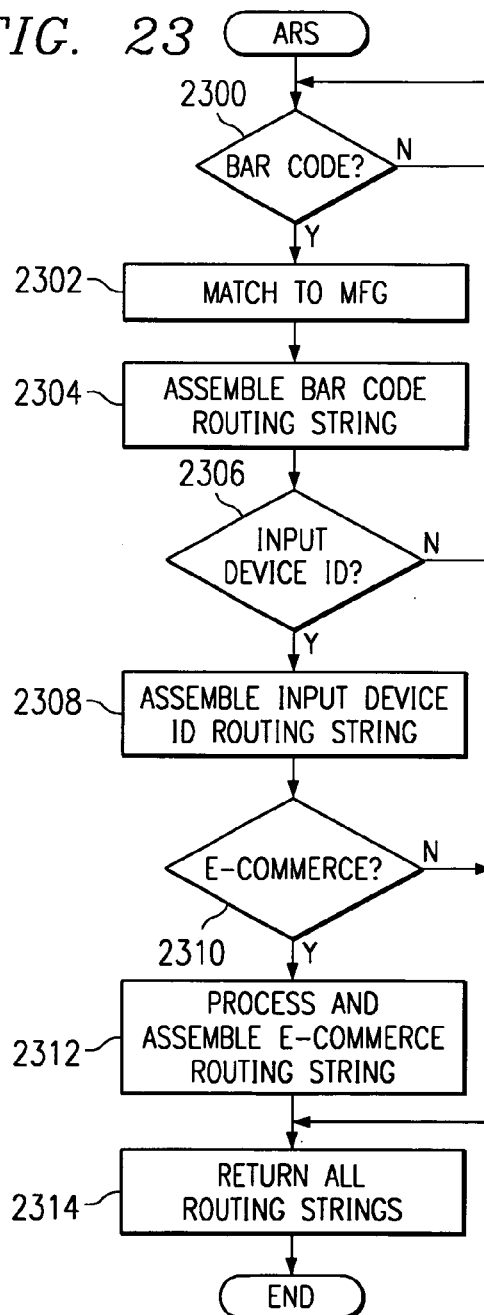 FIG. 23
ARS
2300
BAR CODE?
N
Y
2302
MATCH TO MFG
2304
ASSEMBLE BAR CODE
ROUTING STRING
2306
INPUT
DEVICE ID?
N
Y
2308
ASSEMBLE INPUT DEVICE
ID ROUTING STRING
E-COMMERCE?
N
2310
Y
2312
PROCESS AND
ASSEMBLE E-COMMERCE
ROUTING STRING
2314
RETURN ALL
ROUTING STRINGS
END